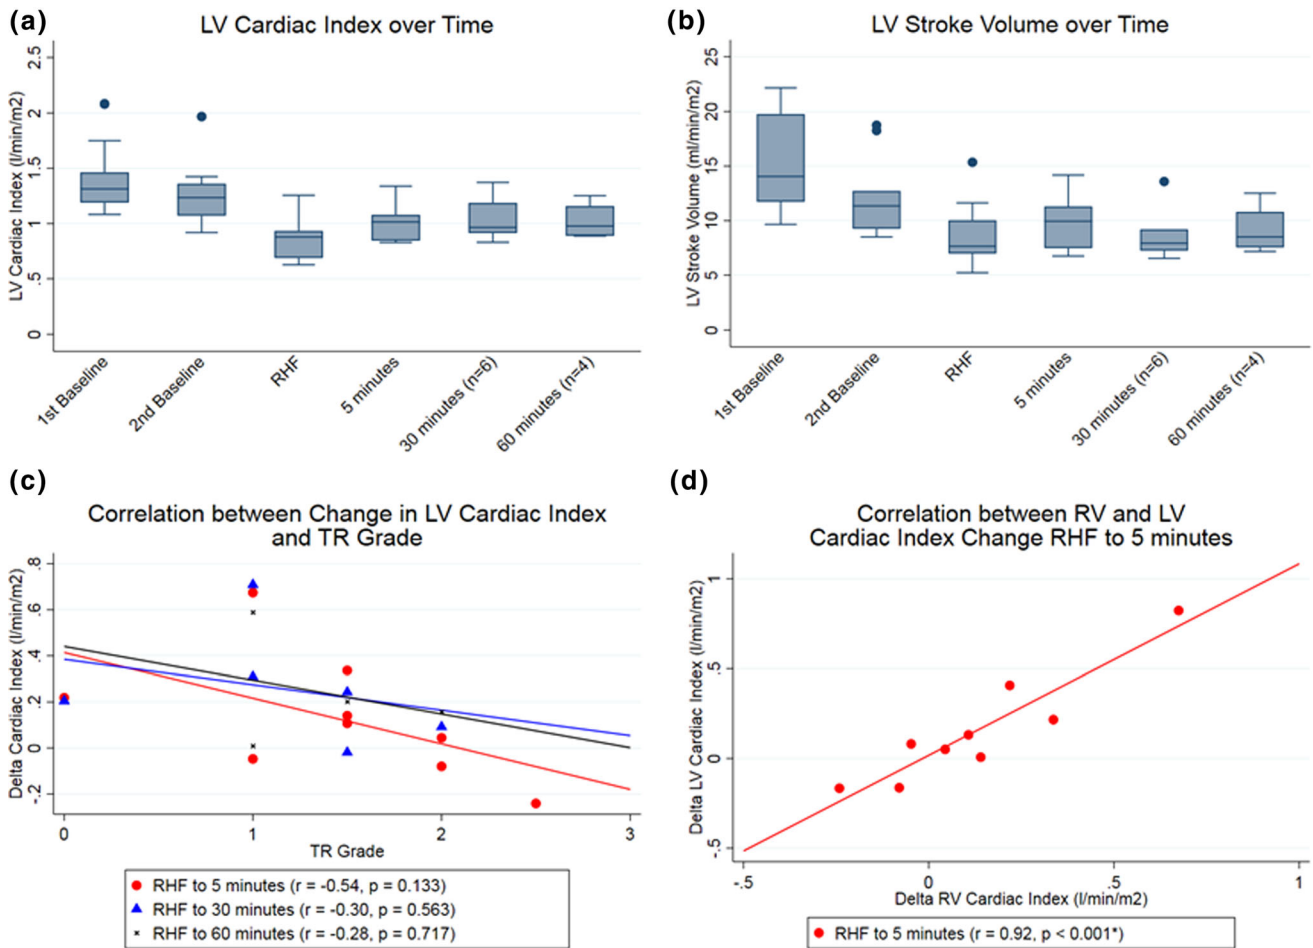 (a)
LV Cardiac Index over Time
LV Cardiac Index (l/min/m2)
2.5
2
1.5
1
.5
0
1st Baseline
2nd Baseline
RHF
5 minutes
30 minutes (n=6)
60 minutes (n=4)
(b)
LV Stroke Volume over Time
LV Stroke Volume (ml/min/m2)
25
20
15
10
5
0
1st Baseline
2nd Baseline
RHF
5 minutes
30 minutes (n=6)
60 minutes (n=4)
(c)
Correlation between Change in LV Cardiac Index
and TR Grade
Delta Cardiac Index (l/min/m2)
.8
.6
.4
.2
0
-.2
0 1 2 3
TR Grade
RHF to 5 minutes (r = -0.54, p = 0.133)
RHF to 30 minutes (r = -0.30, p = 0.563)
RHF to 60 minutes (r = -0.28, p = 0.717)
(d)
Correlation between RV and LV
Cardiac Index Change RHF to 5 minutes
Delta LV Cardiac Index (l/min/m2)
1
.5
0
-.5
-.5 0 .5 1
Delta RV Cardiac Index (l/min/m2)
RHF to 5 minutes (r = 0.92, p < 0.001*)